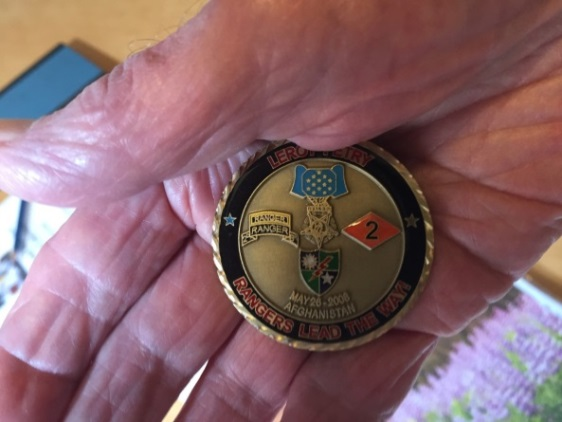 LEROY PETRY
RANGER
RANGER
2
MAY 26 - 2008
AFGHANISTAN
RANGERS LEAD THE WAY!